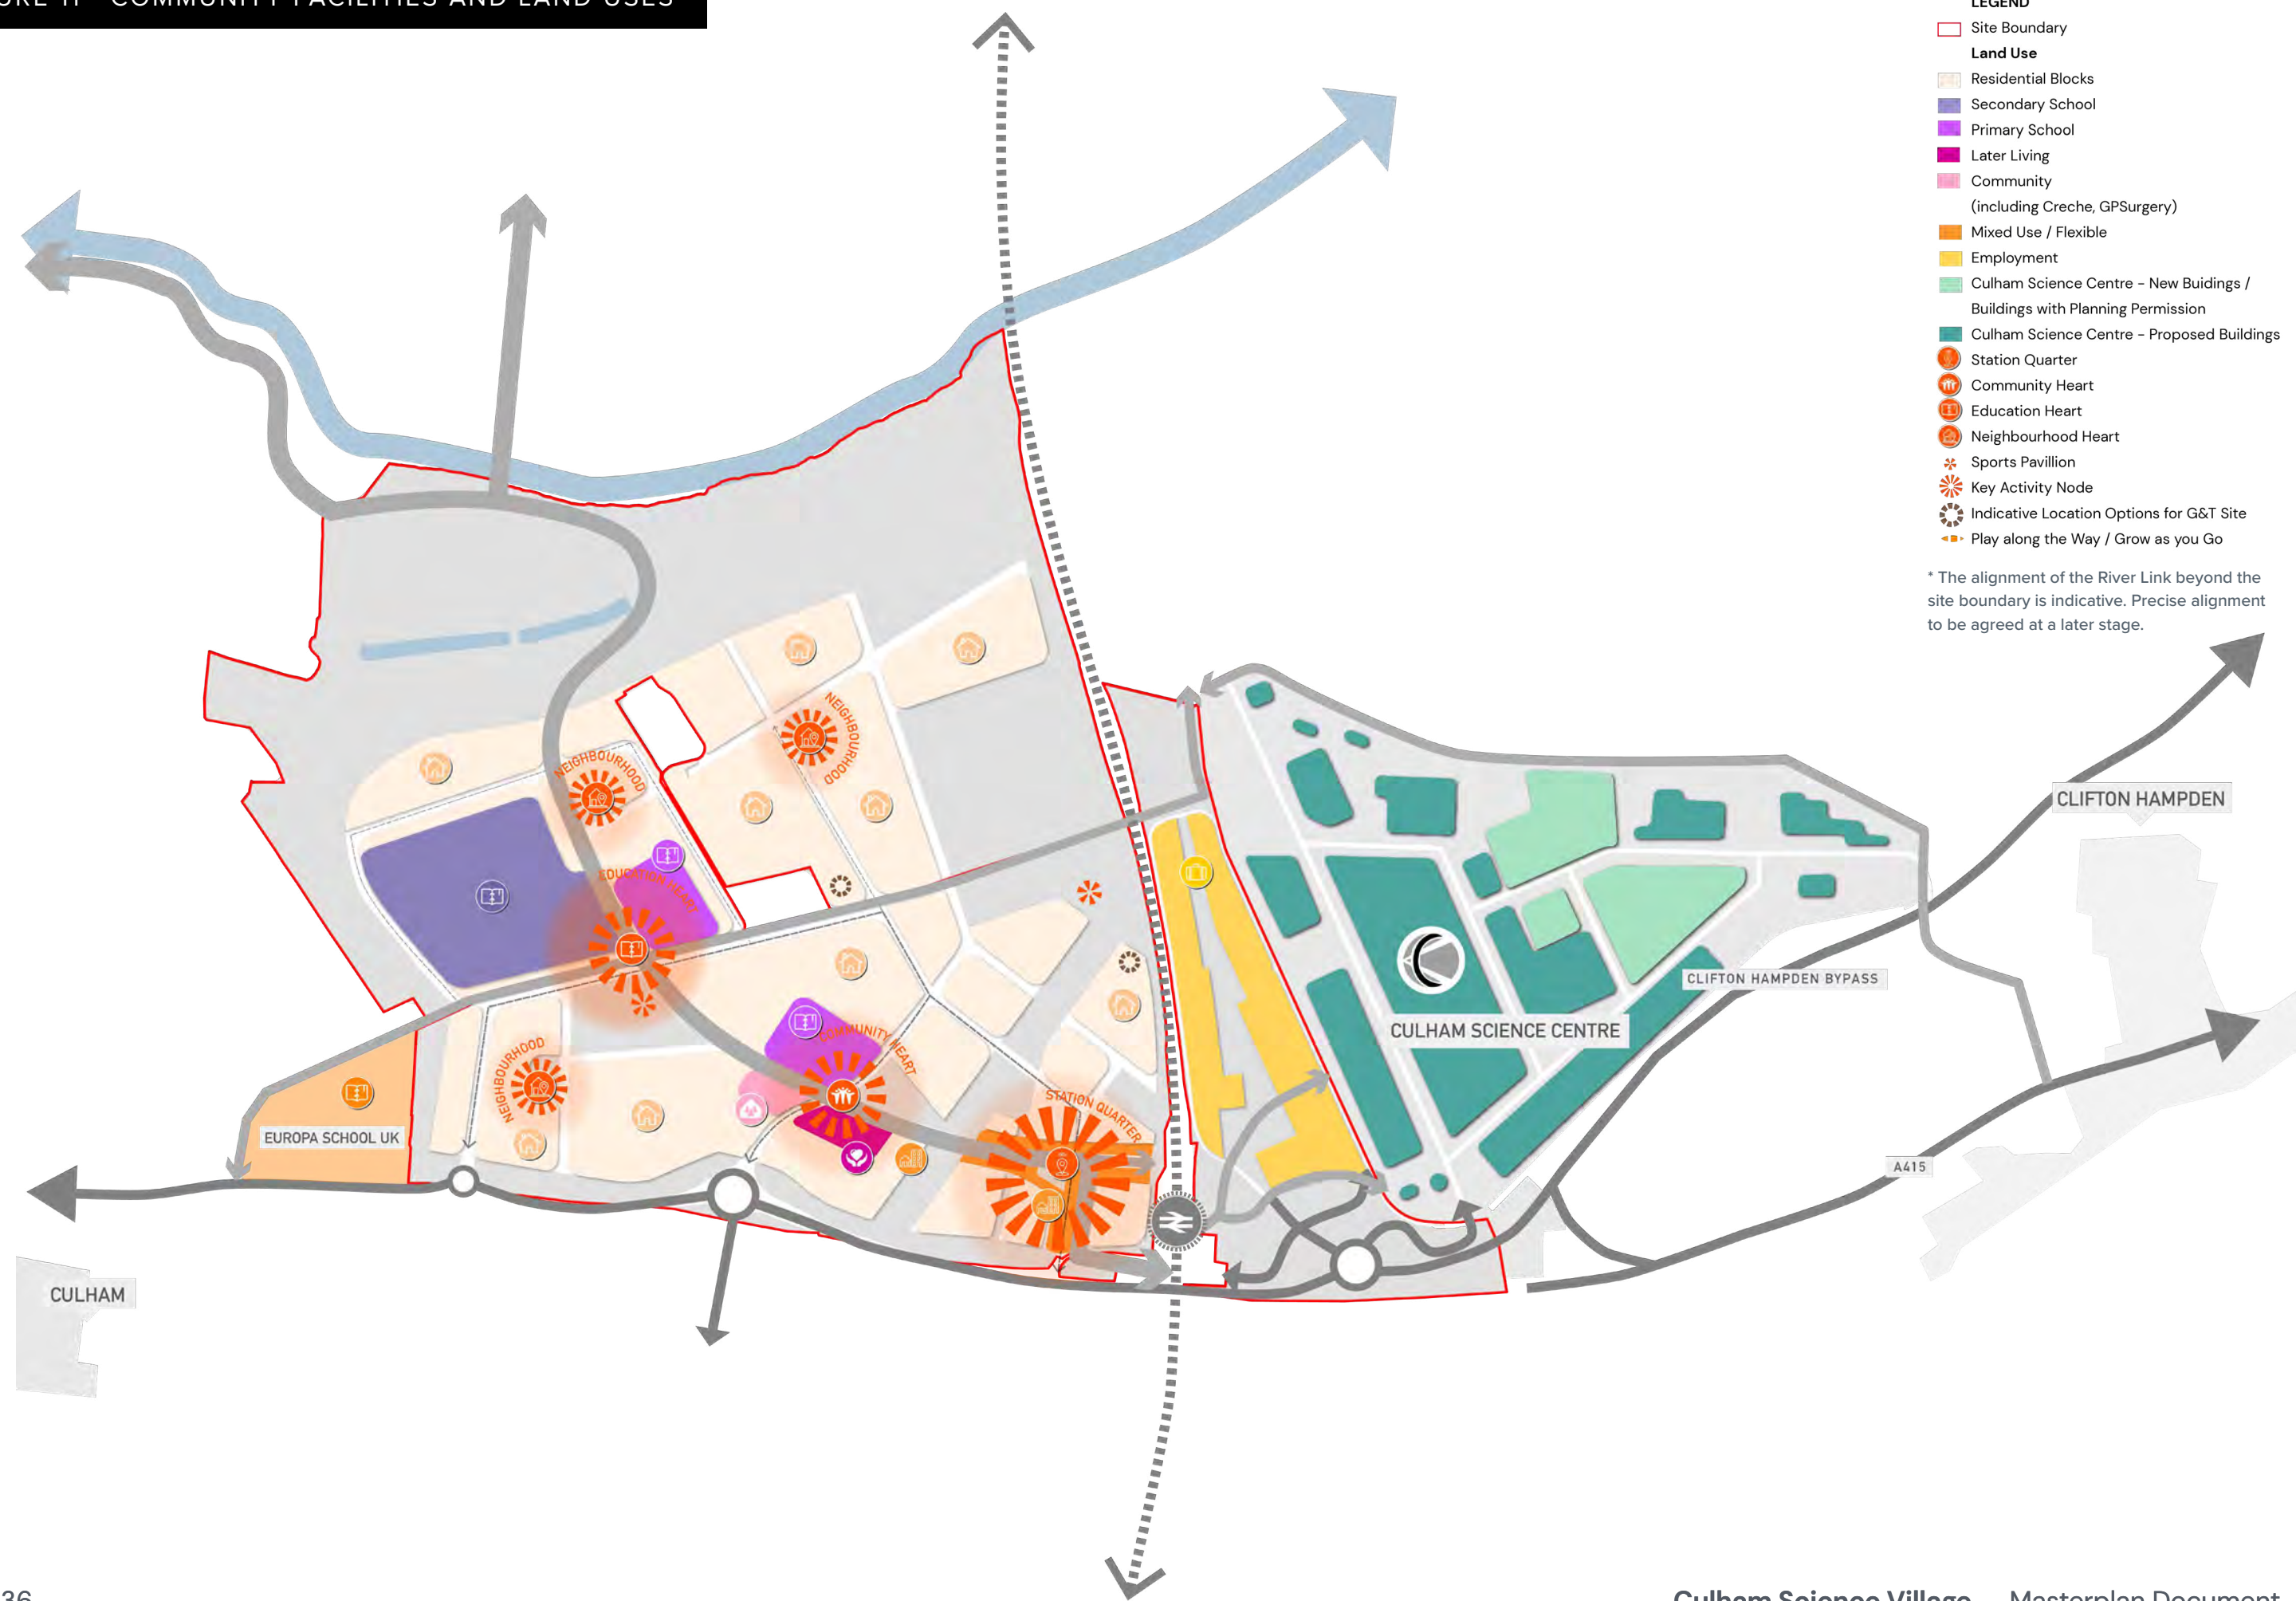 COMMUNITY FACILITIES AND LAND USES
LEGEND
Site Boundary
Land Use
Residential Blocks
Secondary School
Primary School
Later Living
Community
(including Creche, GPSurgery)
Mixed Use / Flexible
Employment
Culham Science Centre - New Buidings /
Buildings with Planning Permission
Culham Science Centre - Proposed Buildings
Station Quarter
Community Heart
Education Heart
Neighbourhood Heart
Sports Pavillion
Key Activity Node
Indicative Location Options for G&T Site
Play along the Way / Grow as you Go
* The alignment of the River Link beyond the
site boundary is indicative. Precise alignment
to be agreed at a later stage.
NEIGHBOURHOOD
NEIGHBOURHOOD
CLIFTON HAMPDEN
EDUCATION HEART
CLIFTON HAMPDEN BYPASS
CULHAM SCIENCE CENTRE
COMMUNITY HEART
NEIGHBOURHOOD
STATION QUARTER
EUROPA SCHOOL UK
A415
CULHAM
36
Culham Science Village Masterplan Document